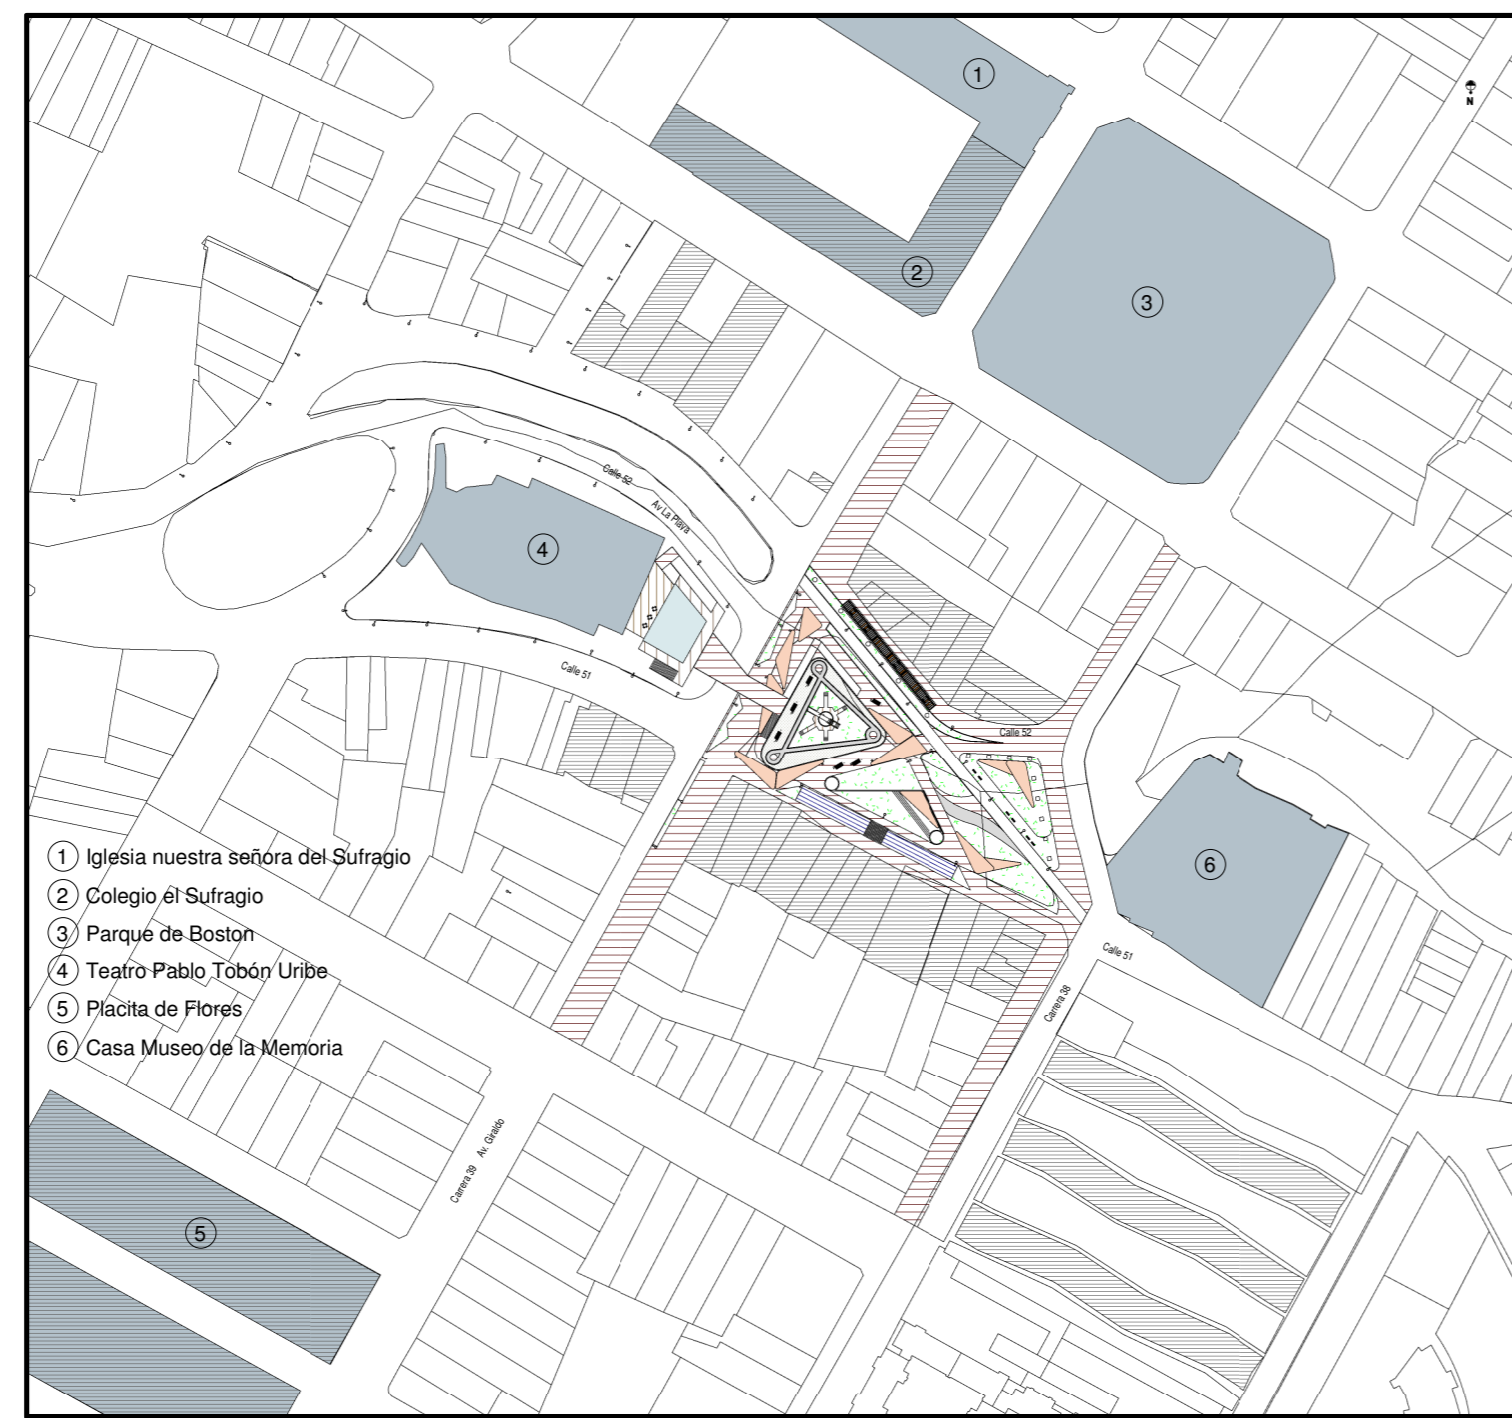 1
N
2
3
Calle 52
Av La Playa
4
Calle 51
Calle 52
1 Iglesia nuestra señora del Sufragio
2 Colegio el Sufragio
3 Parque de Boston
4 Teatro Pablo Tobón Uribe
5 Placita de Flores
6 Casa Museo de la Memoria
6
Calle 51
Carrera 38
Carrera 39 Av. Giraldo
5